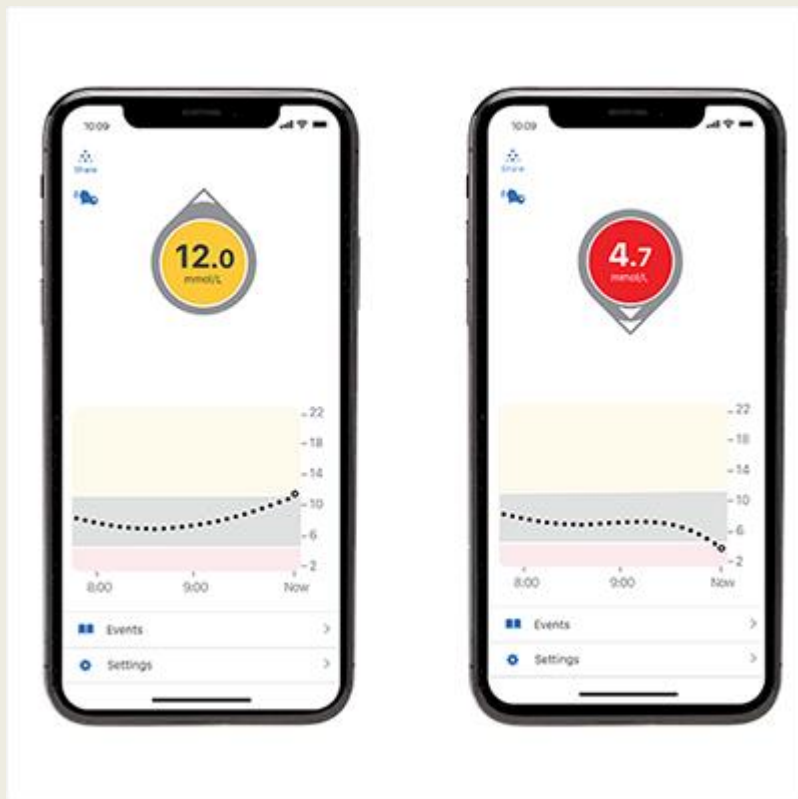 10:09
Share
12.0
mmol/L
22
18
14
10
6
2
8:00
9:00
Now
Events
Settings
10:09
Share
4.7
mmol/L
22
18
14
10
6
2
8:00
9:00
Now
Events
Settings